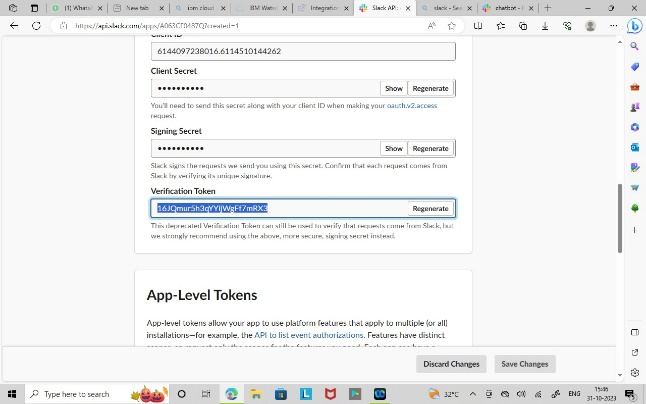 WhatsA
New tab
ibm cloud
IBM Wats
Integration
Slack API:
slack - Sea
chatbot -
https://api.slack.com/apps/A063CF0487Q?created=1
Client ID
6144097238016.6114510144262
Client Secret
••••••••••
Show
Regenerate
You'll need to send this secret along with your client ID when making your oauth.v2.access
request.
Signing Secret
••••••••••
Show
Regenerate
Slack signs the requests we send you using this secret. Confirm that each request comes from
Slack by verifying its unique signature.
Verification Token
Regenerate
This deprecated Verification Token can still be used to verify that requests come from Slack, but
we strongly recommend using the above, more secure, signing secret instead.
App-Level Tokens
App-level tokens allow your app to use platform features that apply to multiple (or all)
installations—for example, the API to list event authorizations. Features have distinct
Discard Changes
Save Changes
Type here to search
32°C
ENG
15:46
31-10-2023